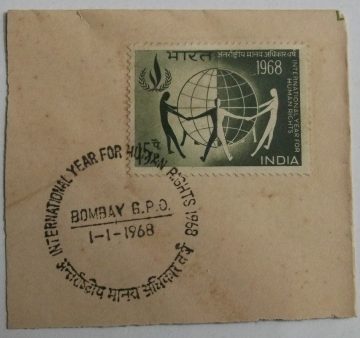 भारत अन्तर्राष्ट्रीय मानव अधिकार वर्ष
1968
INTERNATIONAL YEAR FOR
HUMAN RIGHTS
15 पै
INDIA
INTERNATIONAL YEAR FOR HUMAN RIGHTS 1968
BOMBAY G.P.O.
1-1-1968
अन्तर्राष्ट्रीय मानव अधिकार वर्ष